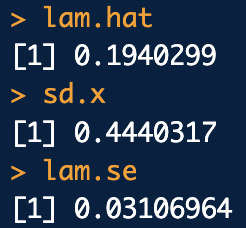 > lam.hat
[1] 0.1940299
> sd.x
[1] 0.4440317
> lam.se
[1] 0.03106964